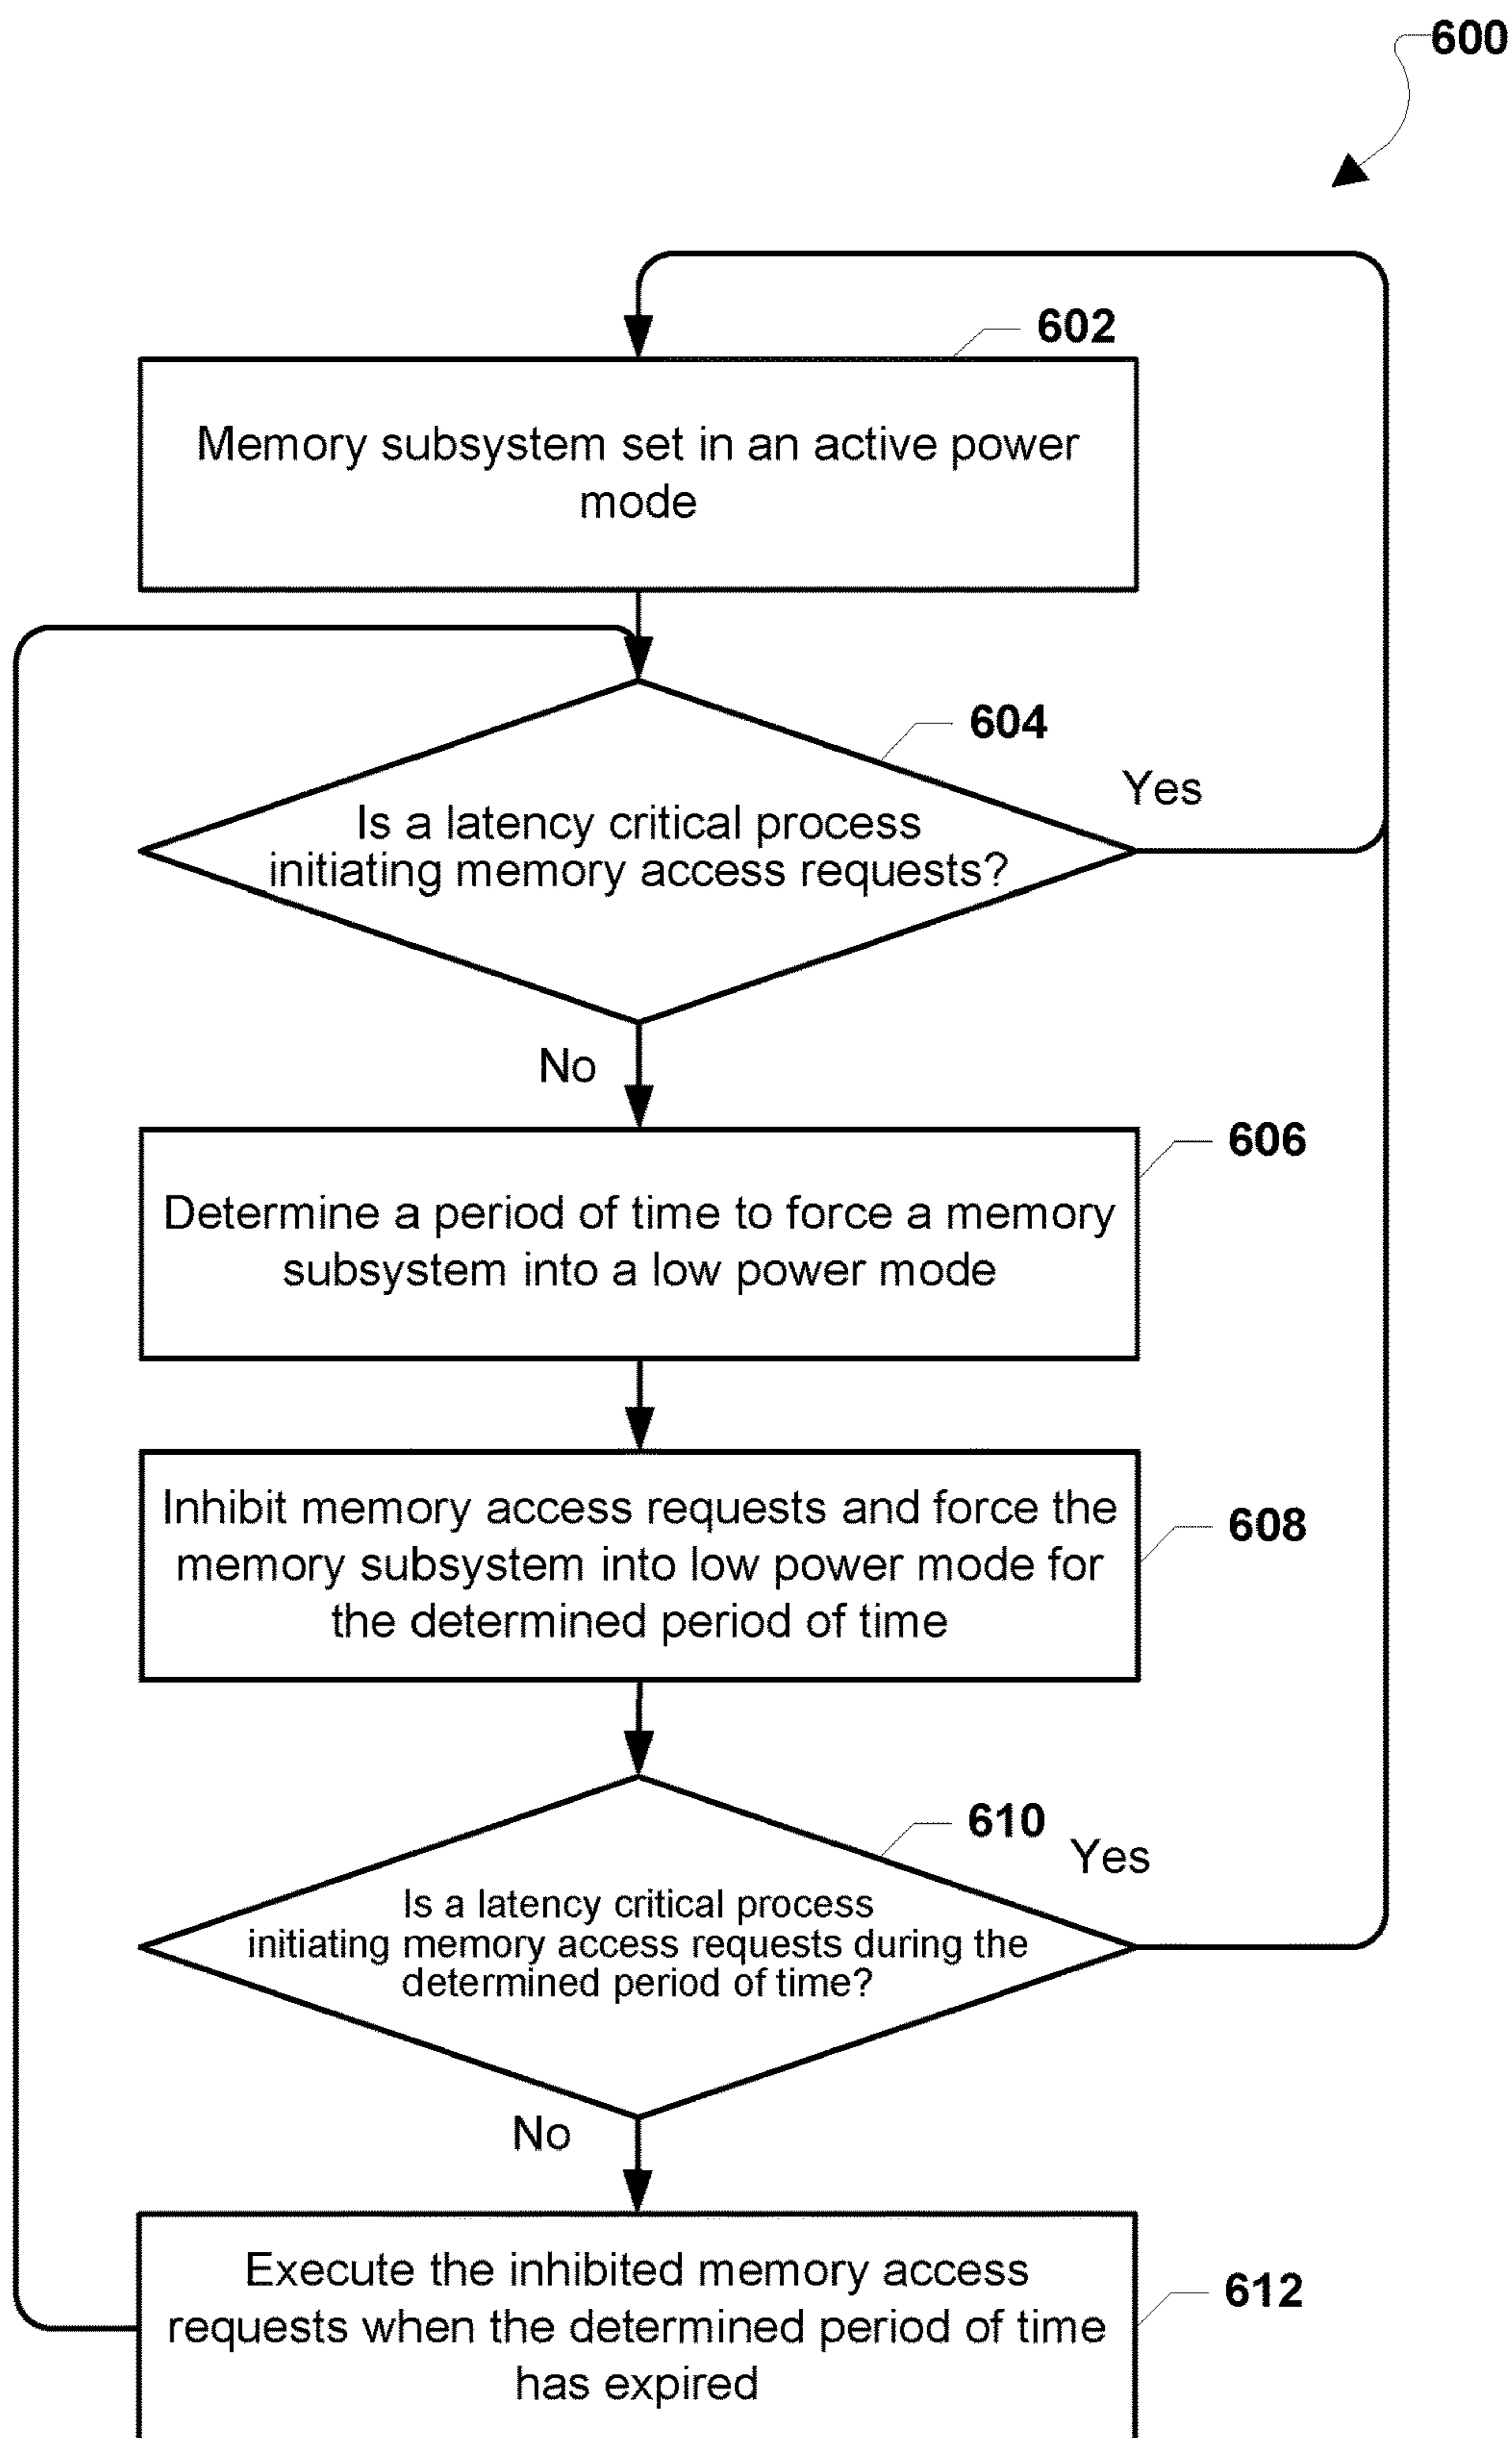 600
602
Memory subsystem set in an active power
mode
604
Yes
Is a latency critical process
initiating memory access requests?
No
606
Determine a period of time to force a memory
subsystem into a low power mode
Inhibit memory access requests and force the
608
memory subsystem into low power mode for
the determined period of time
610
Yes
Is a latency critical process
initiating memory access requests during the
determined period of time?
No
Execute the inhibited memory access
612
requests when the determined period of time
has expired